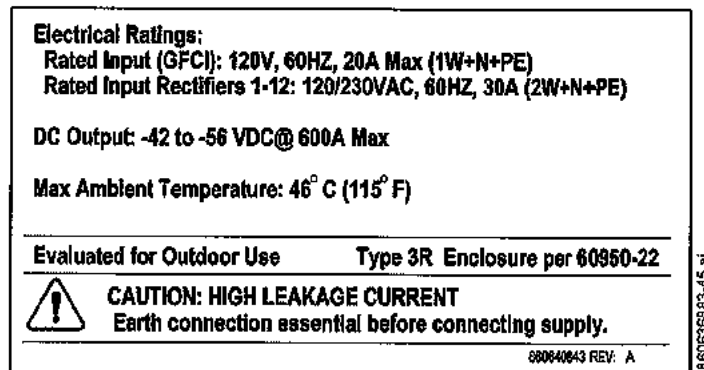 Electrical Ratings:
Rated Input (GFCI): 120V, 60HZ, 20A Max (1W+N+PE)
Rated Input Rectifiers 1-12: 120/230VAC, 60HZ, 30A (2W+N+PE)
DC Output: -42 to -56 VDC@ 600A Max
Max Ambient Temperature: 46° C (115° F)
Evaluated for Outdoor Use Type 3R Enclosure per 60950-22
CAUTION: HIGH LEAKAGE CURRENT
Earth connection essential before connecting supply.
860640643 REV: A